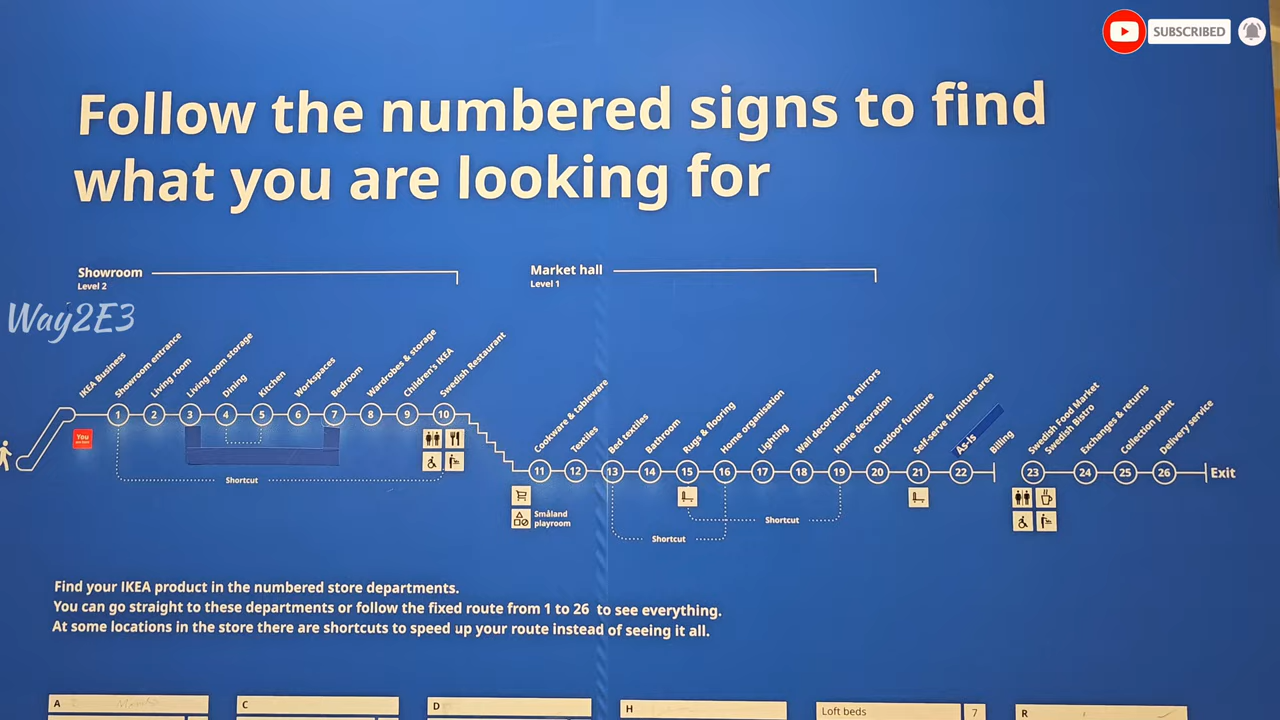 SUBSCRIBED
Follow the numbered signs to find
what you are looking for
Showroom
Level 2
Market hall
Level 1
Way2E3
IKEA Business
Showroom entrance
Living room
Living room storage
Dining
Kitchen
Workspaces
Bedroom
Wardrobes & storage
Children's IKEA
Swedish Restaurant
1 2 3 4 5 6 7 8 9 10
You
are here!
Shortcut
Cookware & tableware
Textiles
Bed textiles
Bathroom
Rugs & flooring
Home organisation
Lighting
Wall decoration & mirrors
Home decoration
Outdoor furniture
Self-serve furniture area
As-Is
Billing
Swedish Food Market
Swedish Bistro
Exchanges & returns
Collection point
Delivery service
11 12 13 14 15 16 17 18 19 20 21 22 23 24 25 26 Exit
Småland
playroom
Shortcut
Shortcut
Find your IKEA product in the numbered store departments.
You can go straight to these departments or follow the fixed route from 1 to 26 to see everything.
At some locations in the store there are shortcuts to speed up your route instead of seeing it all.
A
C
D
H
Loft beds 7
R